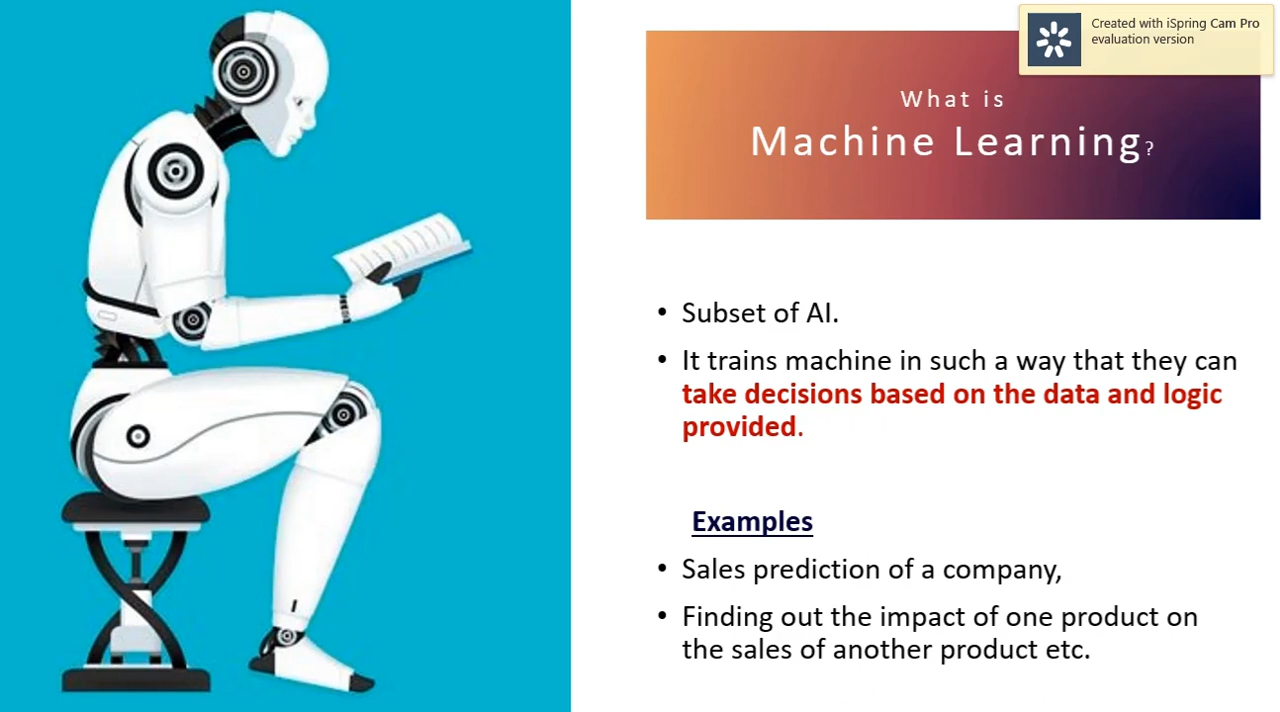 Created with iSpring Cam Pro
evaluation version
What is
Machine Learning?
• Subset of AI.
• It trains machine in such a way that they can
take decisions based on the data and logic
provided.
Examples
• Sales prediction of a company,
• Finding out the impact of one product on
the sales of another product etc.